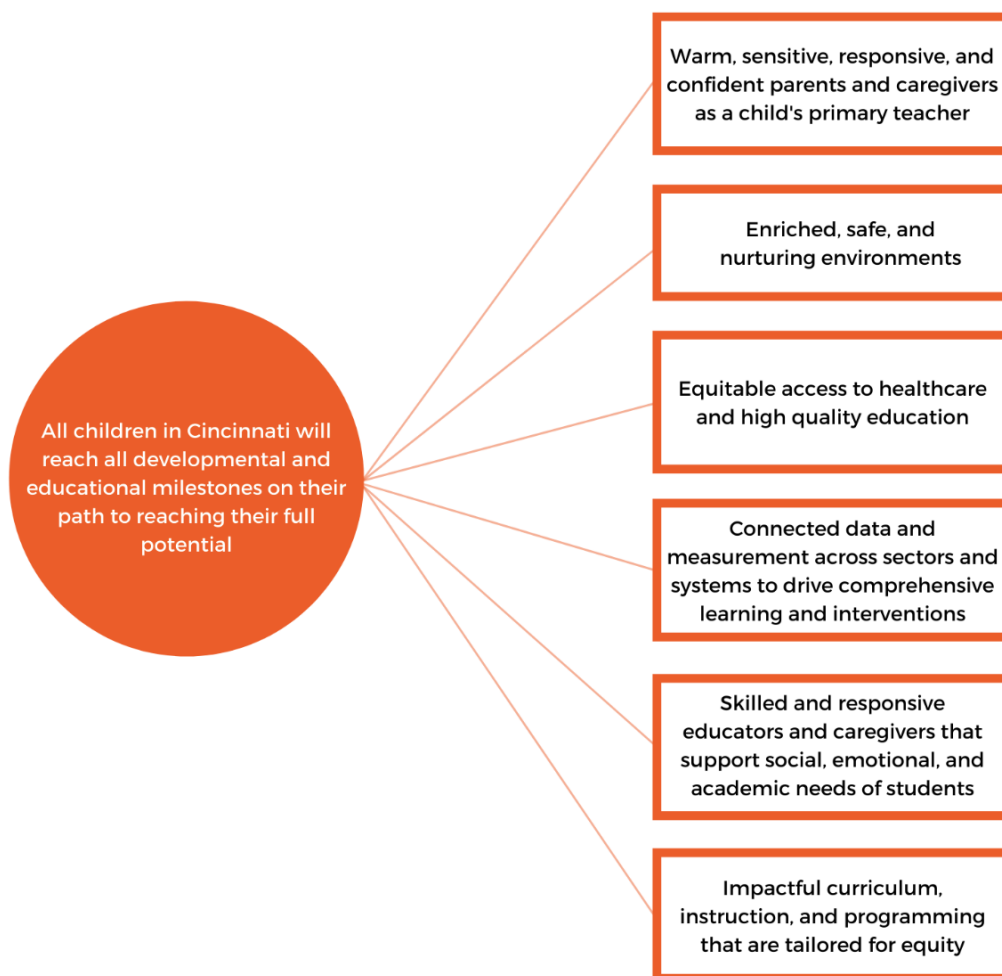 All children in Cincinnati will
reach all developmental and
educational milestones on their
path to reaching their full
potential
Warm, sensitive, responsive, and
confident parents and caregivers
as a child's primary teacher
Enriched, safe, and
nurturing environments
Equitable access to healthcare
and high quality education
Connected data and
measurement across sectors and
systems to drive comprehensive
learning and interventions
Skilled and responsive
educators and caregivers that
support social, emotional, and
academic needs of students
Impactful curriculum,
instruction, and programming
that are tailored for equity